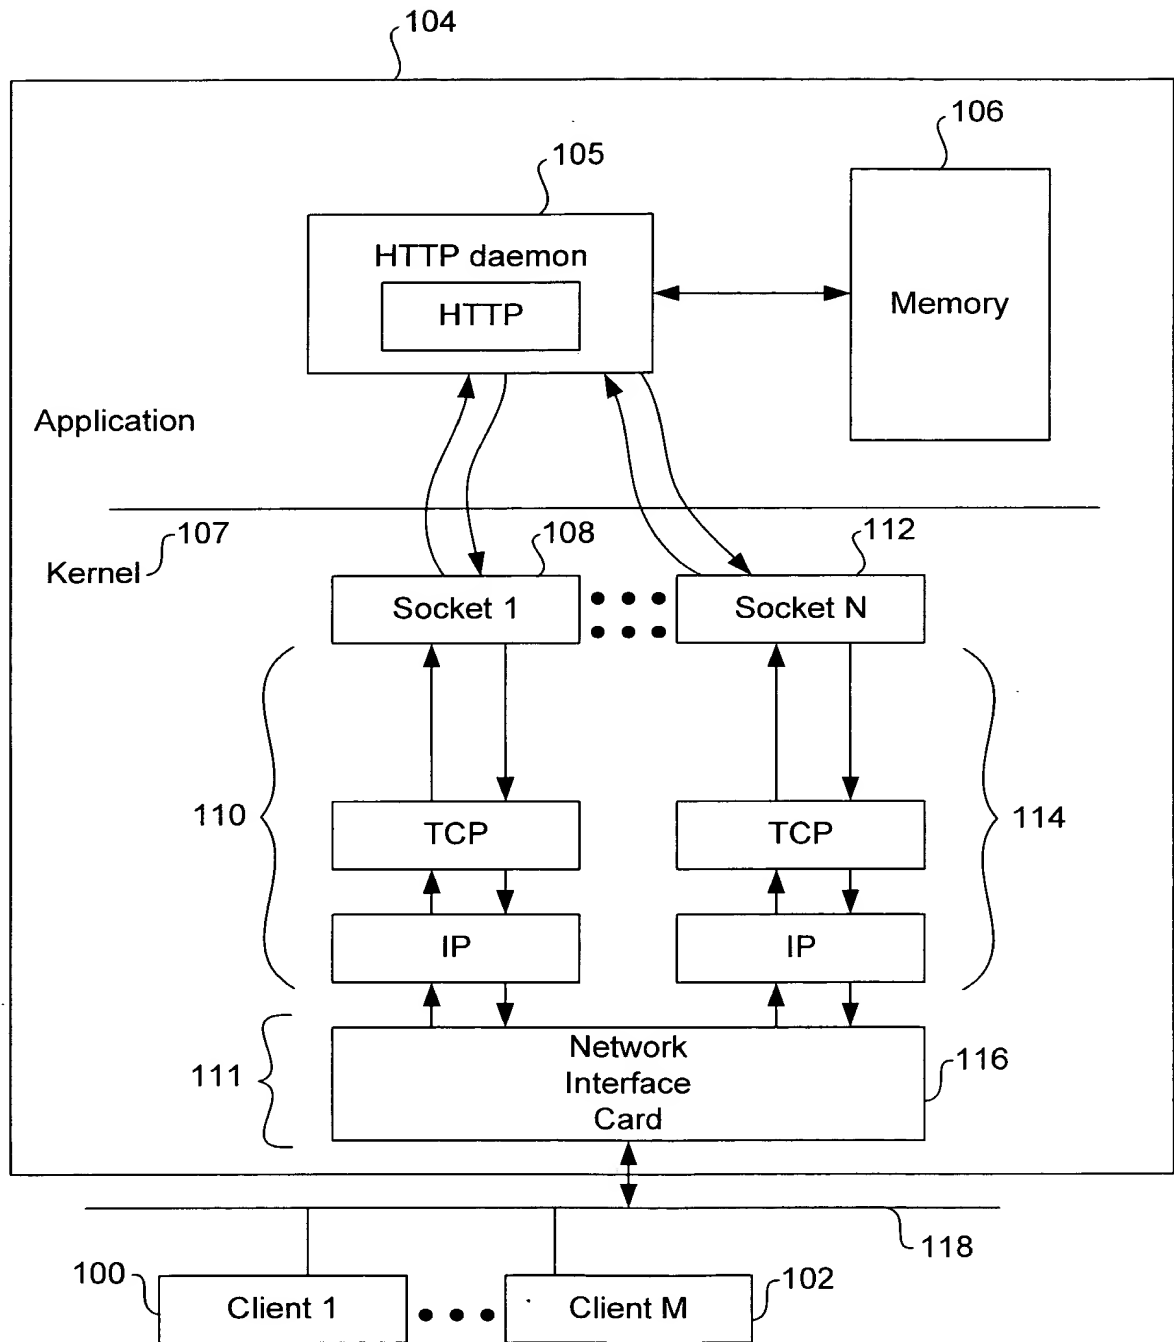 104
106
105
HTTP daemon
HTTP
Memory
Application
107
Kernel
108
112
Socket 1
Socket N
110
114
TCP
TCP
IP
IP
111
Network
Interface
Card
116
118
100
Client 1
Client M
102